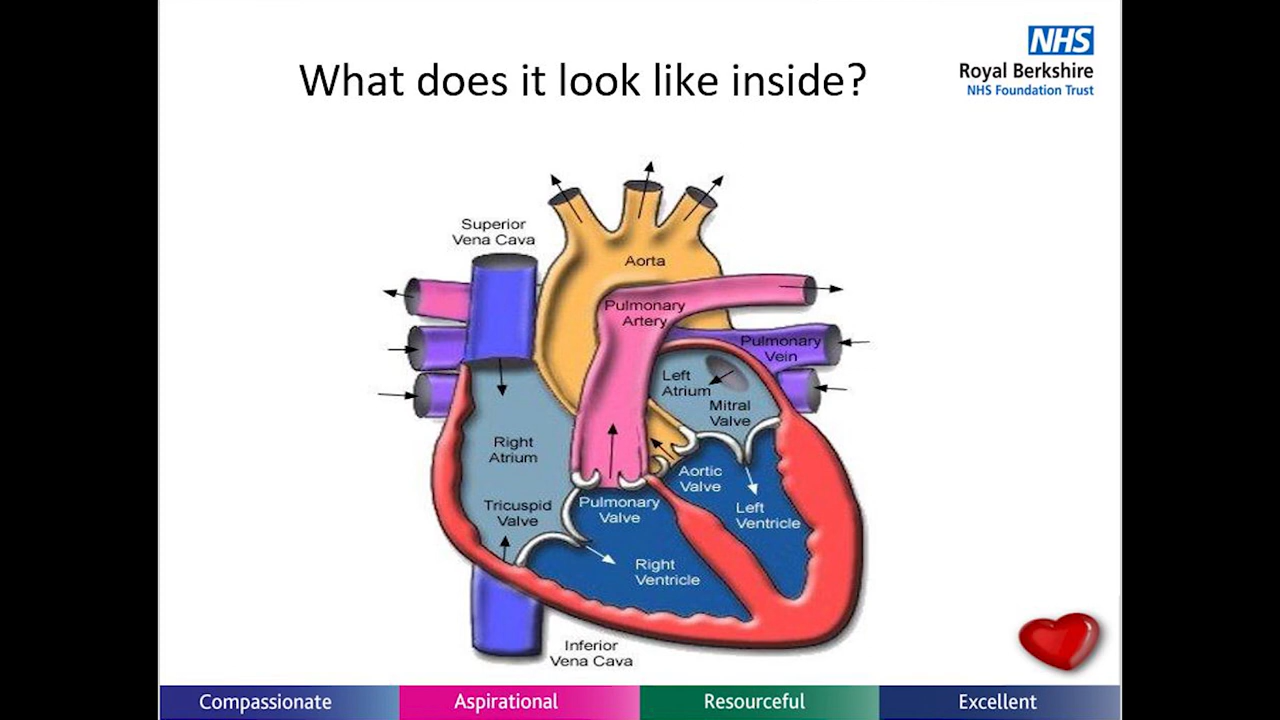 NHS
Royal Berkshire
NHS Foundation Trust
What does it look like inside?
Superior
Vena Cava
Aorta
Pulmonary
Artery
Pulmonary
Vein
Left
Atrium
Mitral
Valve
Right
Atrium
Aortic
Valve
Tricuspid
Valve
Pulmonary
Valve
Left
Ventricle
Right
Ventricle
Inferior
Vena Cava
Compassionate
Aspirational
Resourceful
Excellent